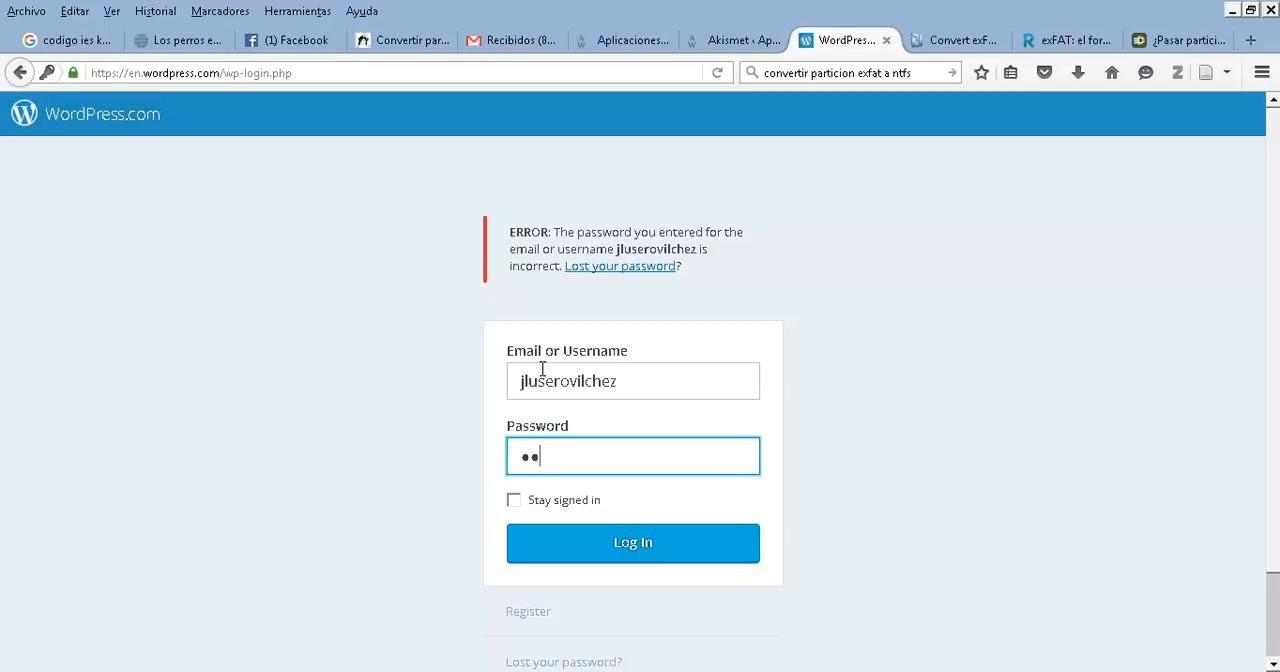 Archivo Editar Ver Historial Marcadores Herramientas Ayuda
codigo ies k... Los perros e... (1) Facebook Convertir par... Recibidos (8... Aplicaciones... Akismet ‹ Ap... WordPres... Convert exF... exFAT: el for... ¿Pasar partici...
https://en.wordpress.com/wp-login.php convertir particion exfat a ntfs
WordPress.com
ERROR: The password you entered for the
email or username jluserovilchez is
incorrect. Lost your password?
Email or Username
jluserovilchez
Password
Stay signed in
Log In
Register
Lost your password?